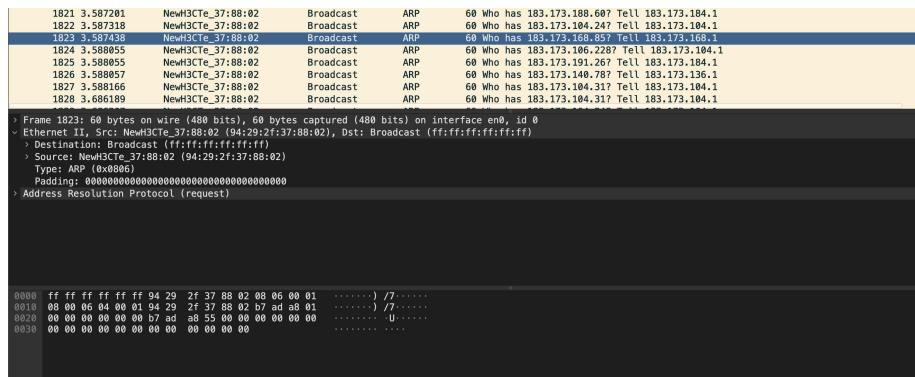 1821 3.587201 NewH3CTe_37:88:02 Broadcast ARP 60 Who has 183.173.188.60? Tell 183.173.184.1
1822 3.587318 NewH3CTe_37:88:02 Broadcast ARP 60 Who has 183.173.104.24? Tell 183.173.104.1
1823 3.587438 NewH3CTe_37:88:02 Broadcast ARP 60 Who has 183.173.168.85? Tell 183.173.168.1
1824 3.588055 NewH3CTe_37:88:02 Broadcast ARP 60 Who has 183.173.106.228? Tell 183.173.104.1
1825 3.588055 NewH3CTe_37:88:02 Broadcast ARP 60 Who has 183.173.191.26? Tell 183.173.184.1
1826 3.588057 NewH3CTe_37:88:02 Broadcast ARP 60 Who has 183.173.140.78? Tell 183.173.136.1
1827 3.588166 NewH3CTe_37:88:02 Broadcast ARP 60 Who has 183.173.104.31? Tell 183.173.104.1
1828 3.686189 NewH3CTe_37:88:02 Broadcast ARP 60 Who has 183.173.104.31? Tell 183.173.104.1
Frame 1823: 60 bytes on wire (480 bits), 60 bytes captured (480 bits) on interface en0, id 0
Ethernet II, Src: NewH3CTe_37:88:02 (94:29:2f:37:88:02), Dst: Broadcast (ff:ff:ff:ff:ff:ff)
Destination: Broadcast (ff:ff:ff:ff:ff:ff)
Source: NewH3CTe_37:88:02 (94:29:2f:37:88:02)
Type: ARP (0x0806)
Padding: 000000000000000000000000000000000000
Address Resolution Protocol (request)
0000 ff ff ff ff ff ff 94 29 2f 37 88 02 08 06 00 01 ·······) /7······
0010 08 00 06 04 00 01 94 29 2f 37 88 02 b7 ad a8 01 ·······) /7······
0020 00 00 00 00 00 00 b7 ad a8 55 00 00 00 00 00 00 ········ ·U······
0030 00 00 00 00 00 00 00 00 00 00 00 00 ········ ····